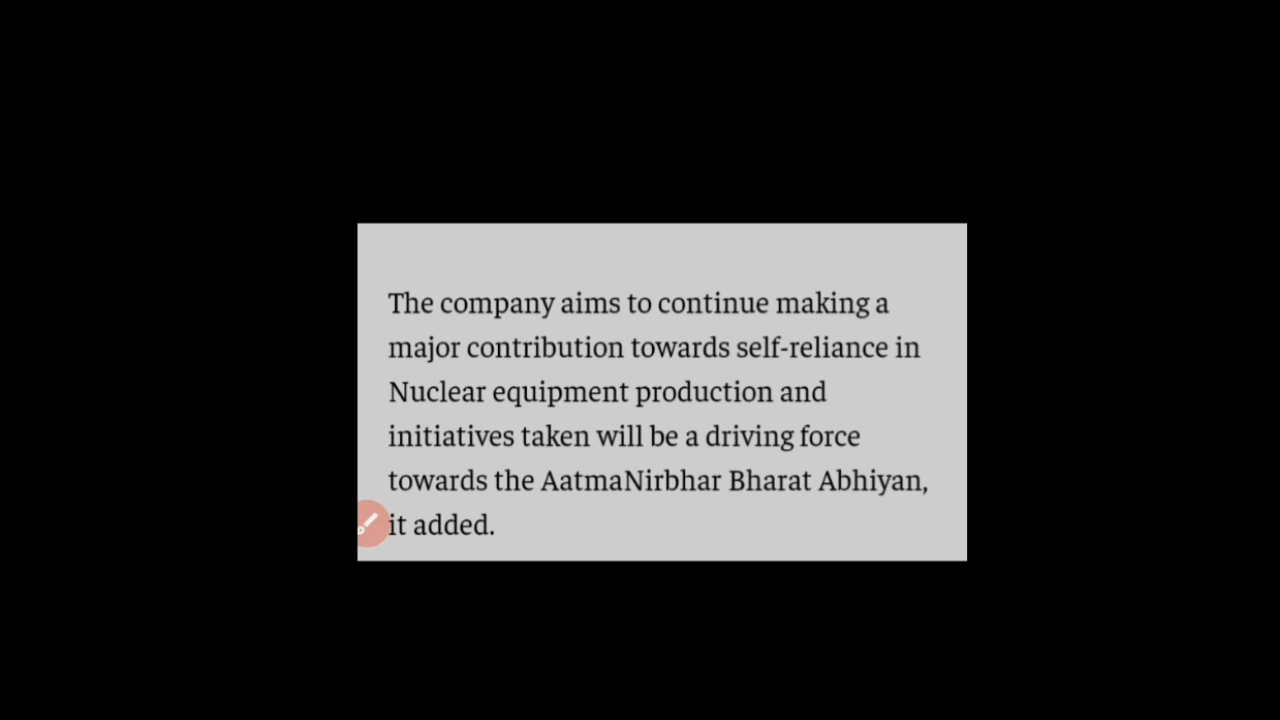 The company aims to continue making a
major contribution towards self-reliance in
Nuclear equipment production and
initiatives taken will be a driving force
towards the AatmaNirbhar Bharat Abhiyan,
it added.